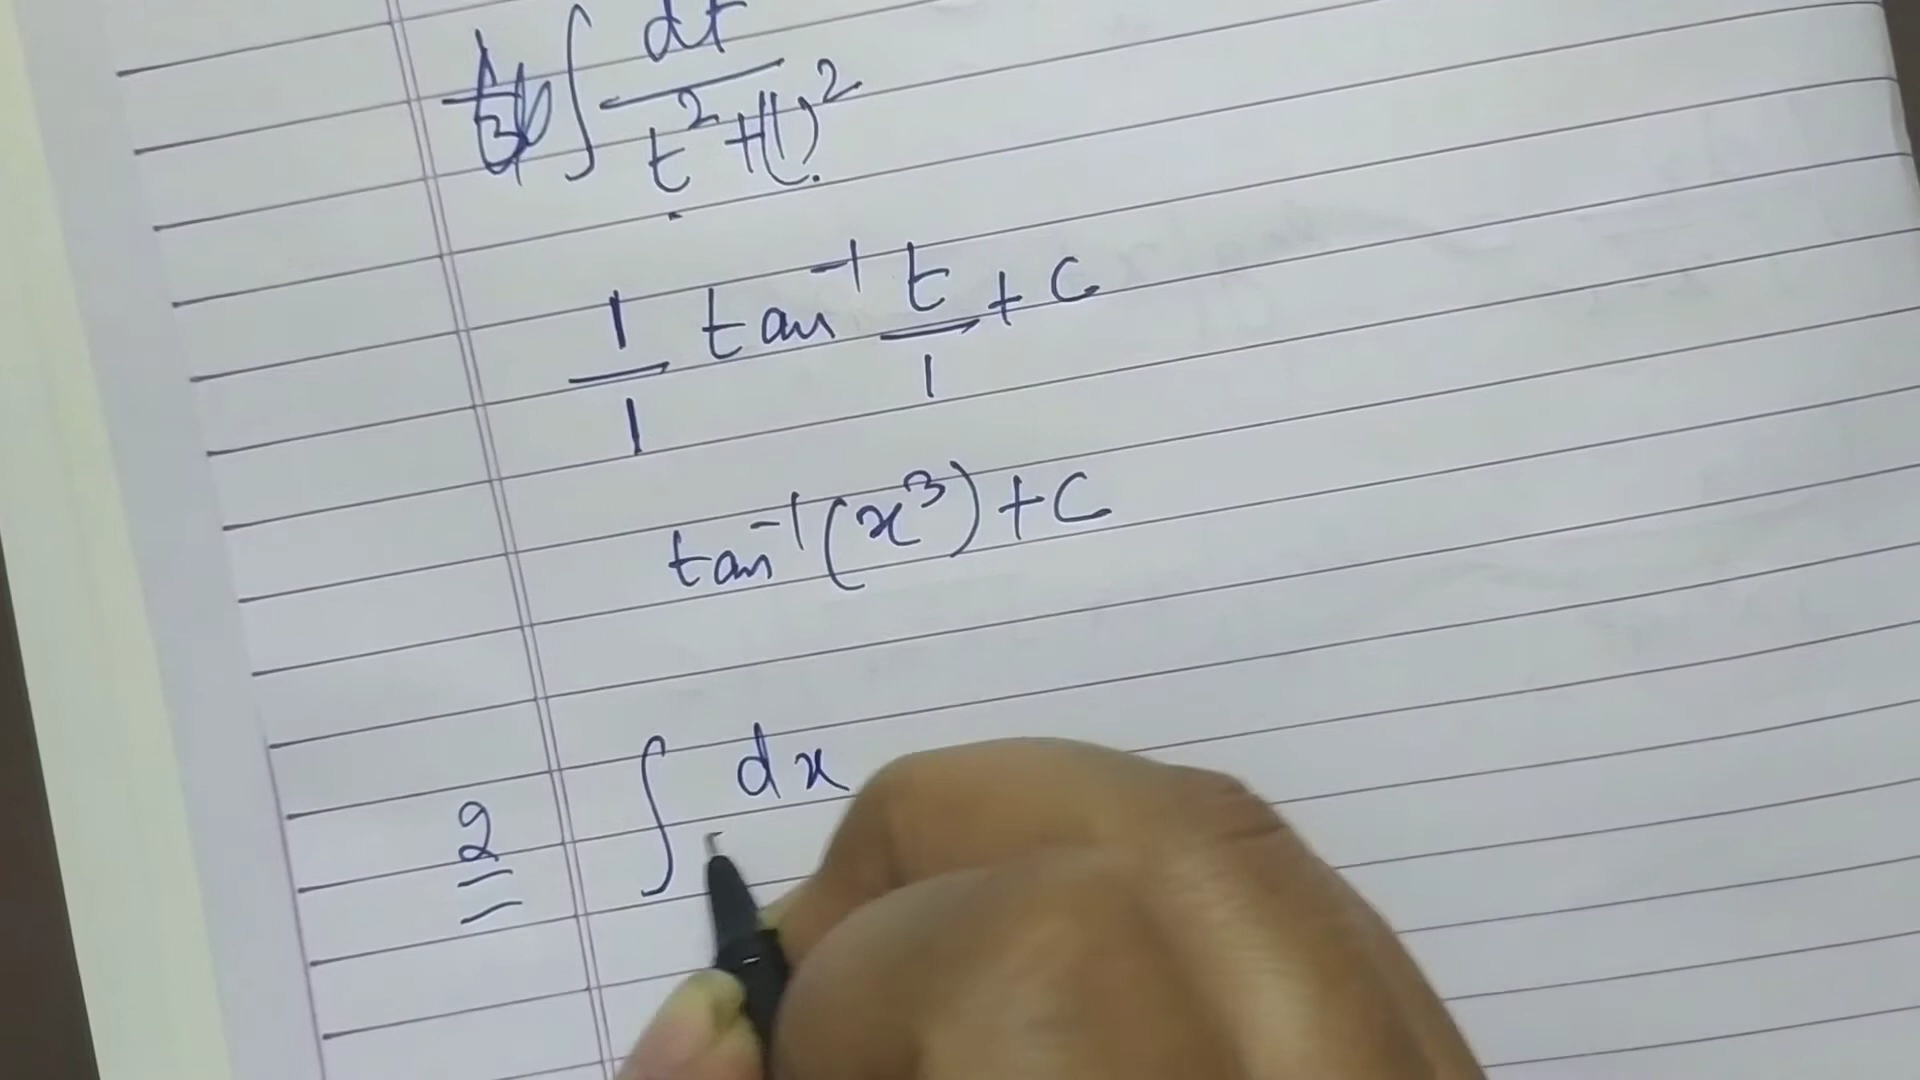 ∫ dt / t² + (1)²
1/1 tan⁻¹ t/1 + C
tan⁻¹(x³) + C
2 ∫ dx